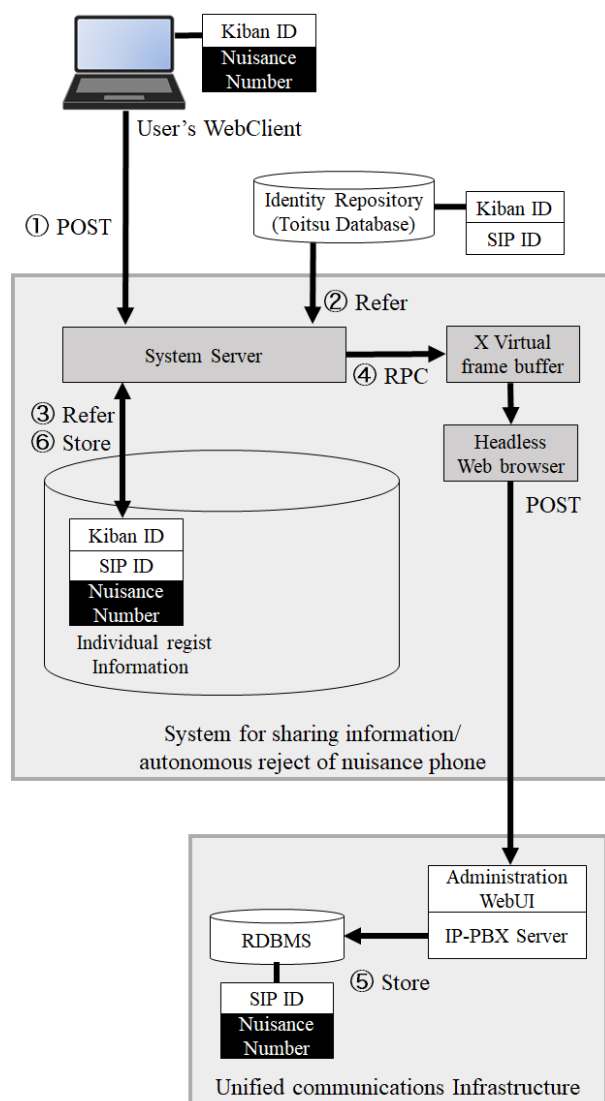 Kiban ID
Nuisance
Number
User's WebClient
① POST
Identity Repository
(Toitsu Database)
Kiban ID
SIP ID
② Refer
System Server
X Virtual
frame buffer
④ RPC
③ Refer
⑥ Store
Headless
Web browser
POST
Kiban ID
SIP ID
Nuisance
Number
Individual regist
Information
System for sharing information/
autonomous reject of nuisance phone
Administration
WebUI
IP-PBX Server
RDBMS
⑤ Store
SIP ID
Nuisance
Number
Unified communications Infrastructure